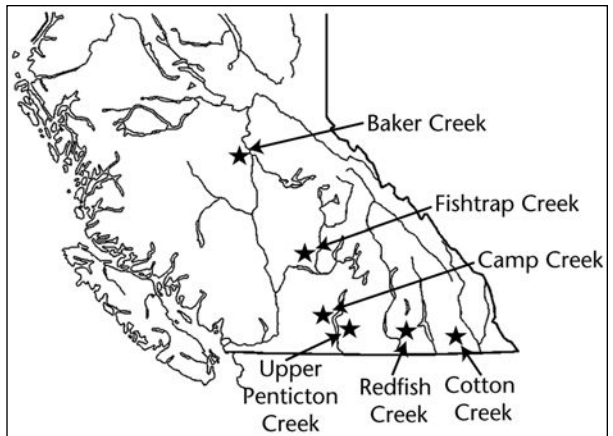 Baker Creek
Fishtrap Creek
Camp Creek
Upper
Penticton
Creek
Redfish
Creek
Cotton
Creek